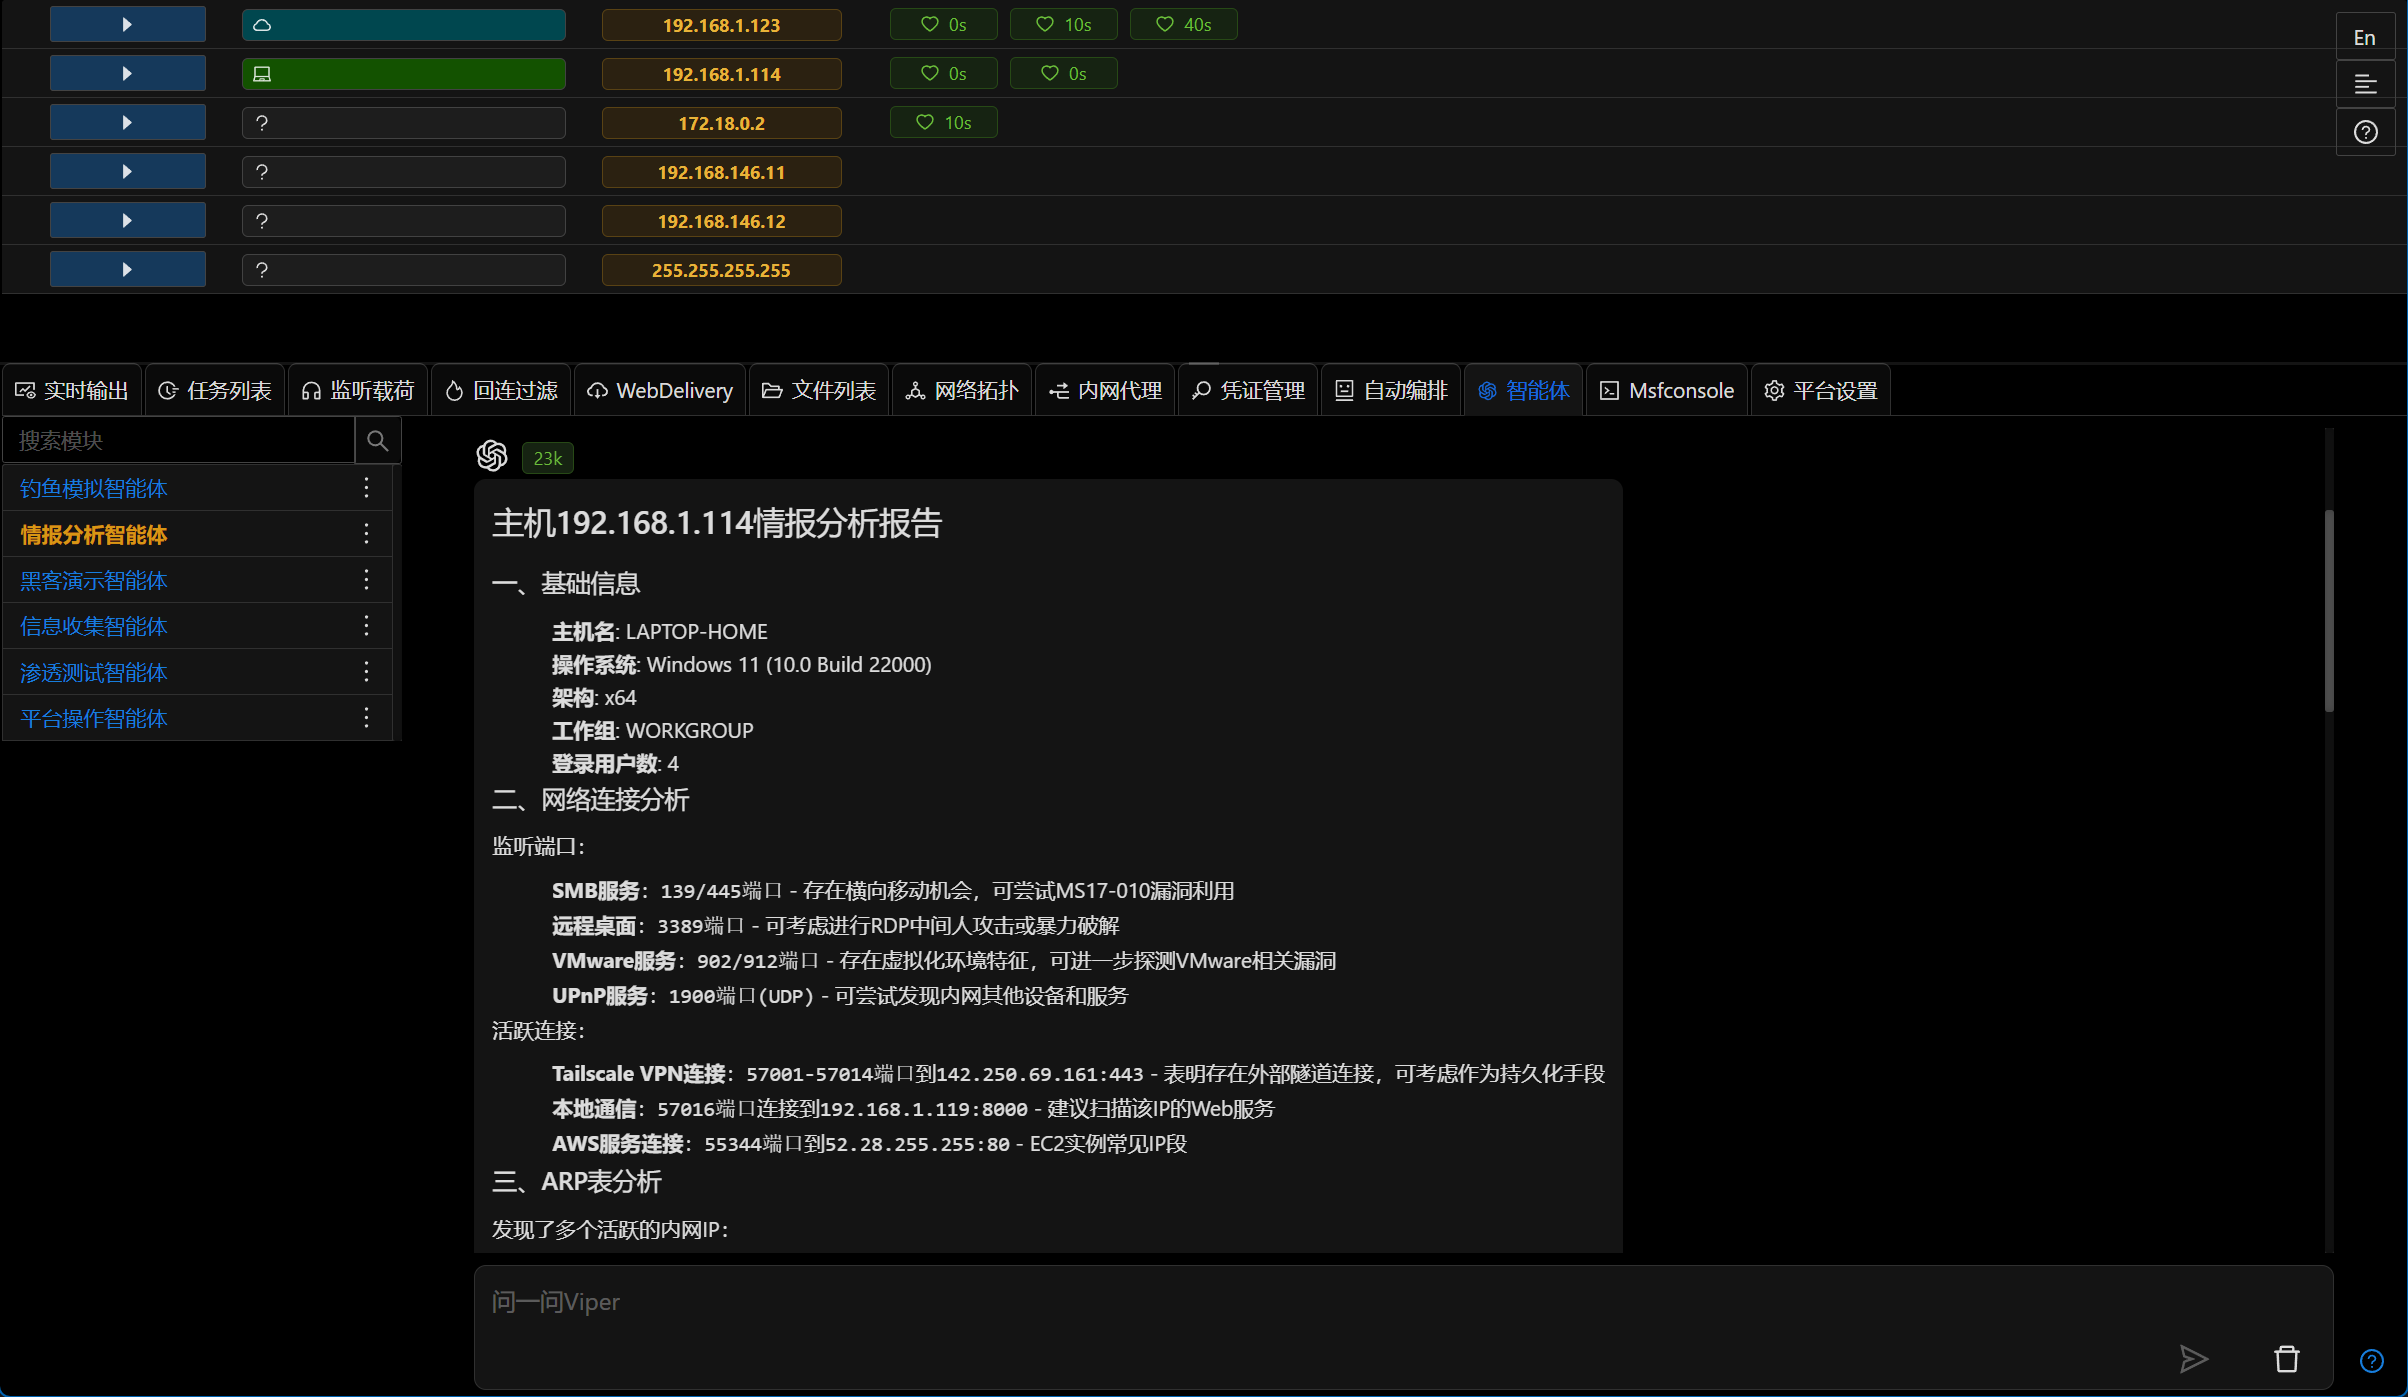 192.168.1.123 0s 10s 40s
En
192.168.1.114 0s 0s
? 172.18.0.2 10s
? 192.168.146.11
? 192.168.146.12
? 255.255.255.255
实时输出 任务列表 监听载荷 回连过滤 WebDelivery 文件列表 网络拓扑 内网代理 凭证管理 自动编排 智能体 Msfconsole 平台设置
搜索模块
钓鱼模拟智能体
情报分析智能体
黑客演示智能体
信息收集智能体
渗透测试智能体
平台操作智能体
23k
主机192.168.1.114情报分析报告
一、基础信息
主机名: LAPTOP-HOME
操作系统: Windows 11 (10.0 Build 22000)
架构: x64
工作组: WORKGROUP
登录用户数: 4
二、网络连接分析
监听端口：
SMB服务：139/445端口 - 存在横向移动机会，可尝试MS17-010漏洞利用
远程桌面：3389端口 - 可考虑进行RDP中间人攻击或暴力破解
VMware服务：902/912端口 - 存在虚拟化环境特征，可进一步探测VMware相关漏洞
UPnP服务：1900端口(UDP) - 可尝试发现内网其他设备和服务
活跃连接：
Tailscale VPN连接：57001-57014端口到142.250.69.161:443 - 表明存在外部隧道连接，可考虑作为持久化手段
本地通信：57016端口连接到192.168.1.119:8000 - 建议扫描该IP的Web服务
AWS服务连接：55344端口到52.28.255.255:80 - EC2实例常见IP段
三、ARP表分析
发现了多个活跃的内网IP：
问一问Viper